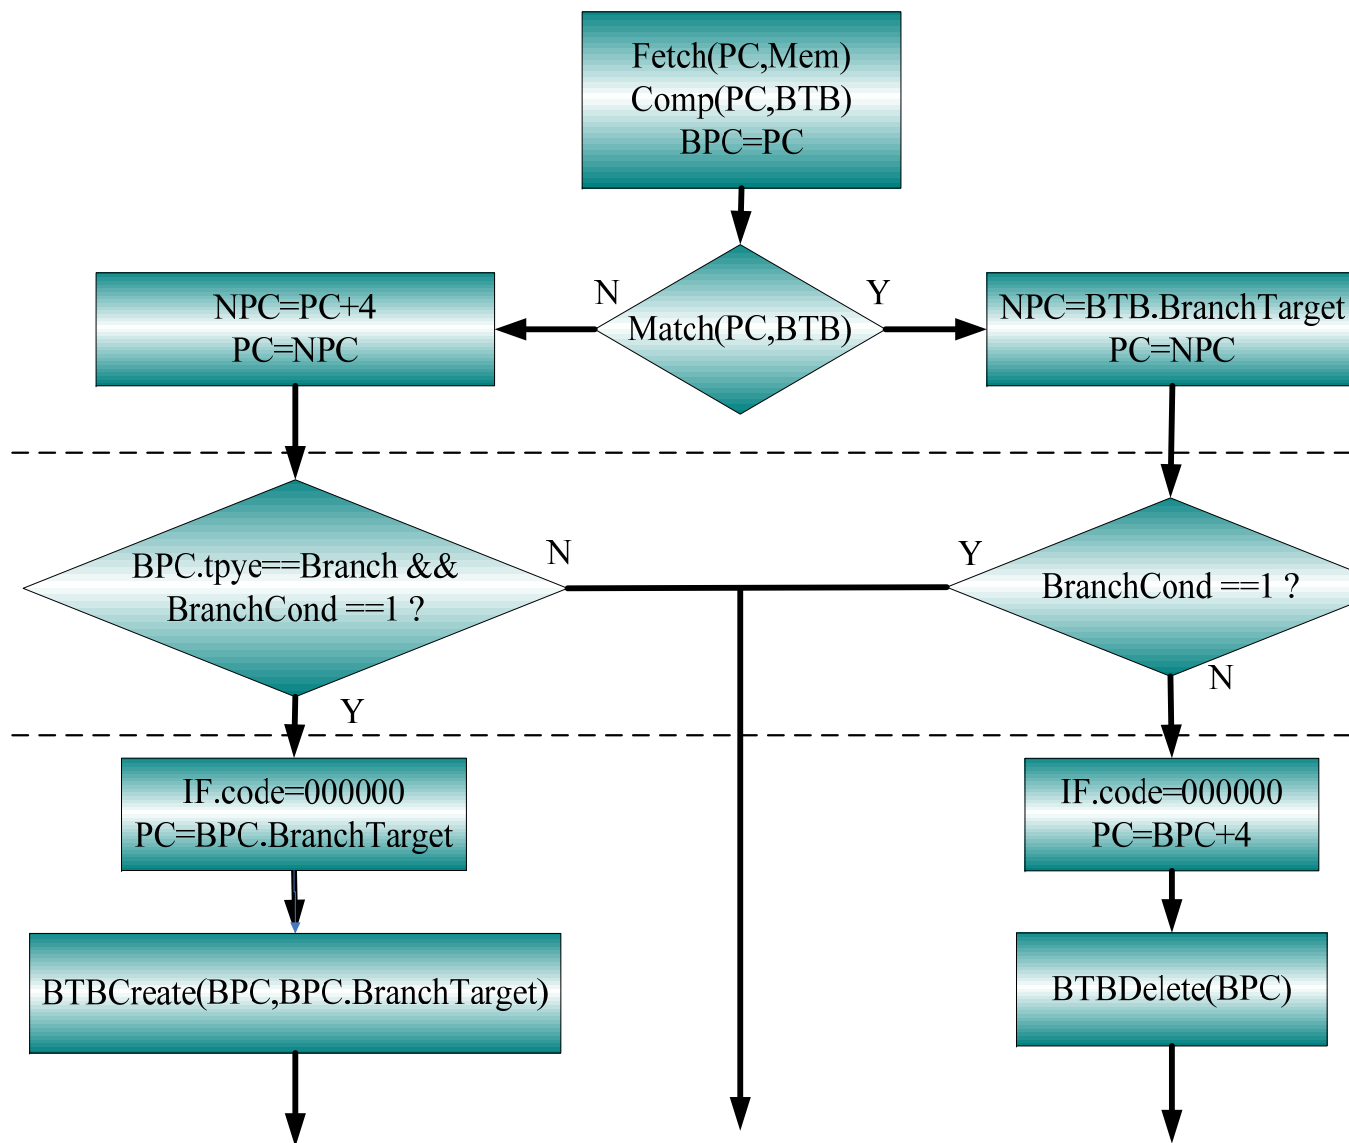 Fetch(PC,Mem)
Comp(PC,BTB)
BPC=PC
N
Y
NPC=PC+4
PC=NPC
Match(PC,BTB)
NPC=BTB.BranchTarget
PC=NPC
BPC.tpye==Branch &&
BranchCond ==1 ?
N
Y
BranchCond ==1 ?
Y
N
IF.code=000000
PC=BPC.BranchTarget
IF.code=000000
PC=BPC+4
BTBCreate(BPC,BPC.BranchTarget)
BTBDelete(BPC)